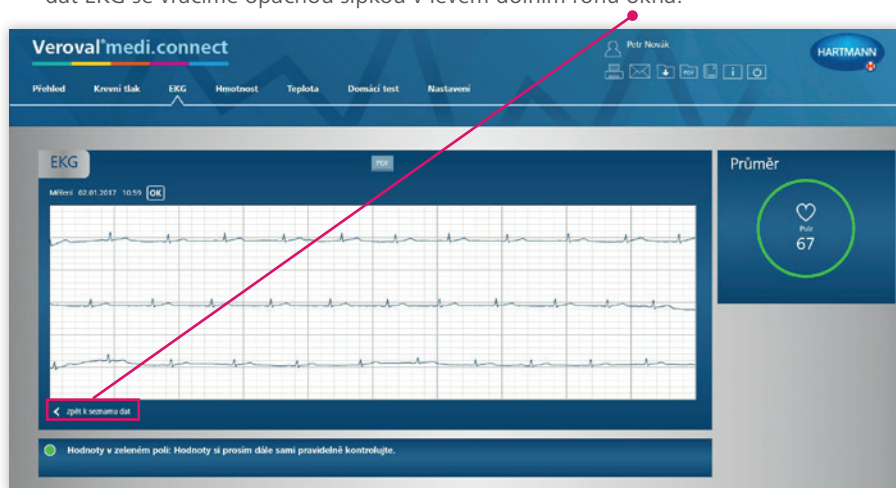 dat EKG se vracíme opačnou šipkou v levém dolním rohu okna.
Veroval®medi.connect
Petr Novák
HARTMANN
PDF
i
Přehled
Krevní tlak
EKG
Hmotnost
Teplota
Domácí test
Nastavení
EKG
PDF
Měření 02.01.2017 10:59 OK
Průměr
Pulz
67
Zpět k seznamu dat
Hodnoty v zeleném poli: Hodnoty si prosím dále sami pravidelně kontrolujte.